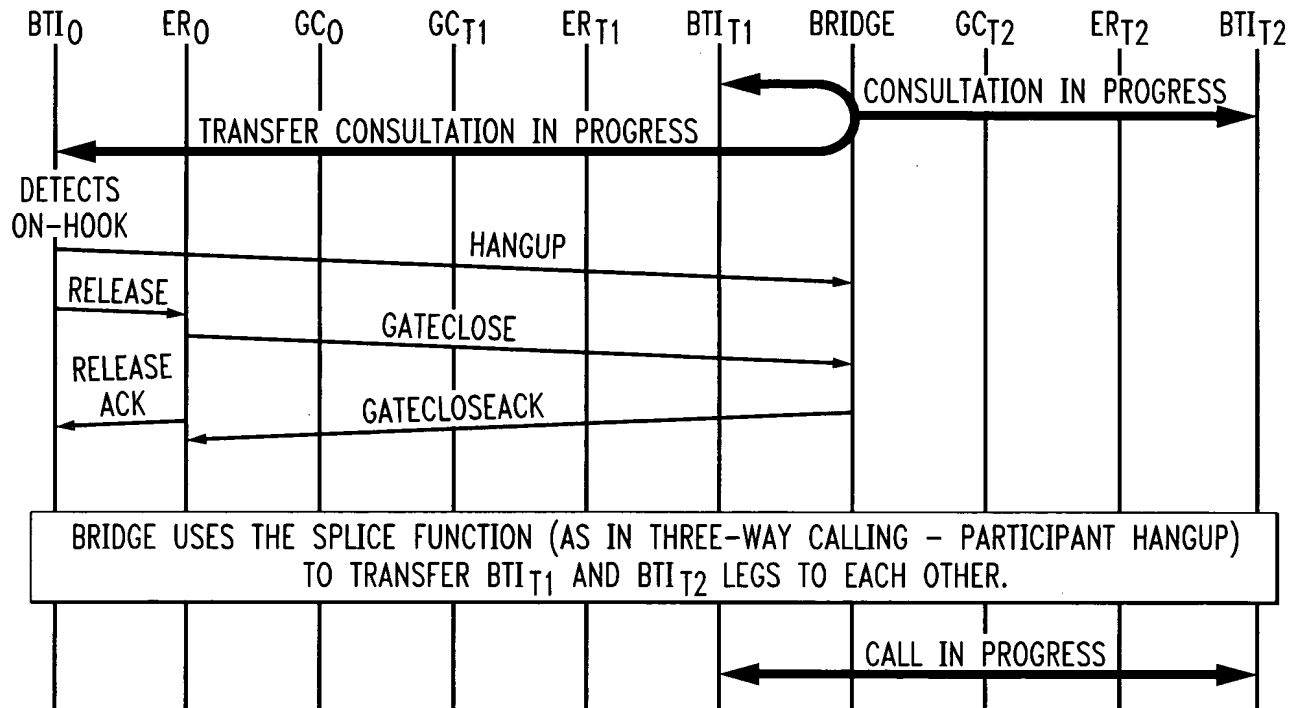 BTI0 ER0 GC0 GCT1 ERT1 BTIT1 BRIDGE GCT2 ERT2 BTIT2
CONSULTATION IN PROGRESS
TRANSFER CONSULTATION IN PROGRESS
DETECTS
ON-HOOK
HANGUP
RELEASE
GATECLOSE
RELEASE
ACK
GATECLOSEACK
BRIDGE USES THE SPLICE FUNCTION (AS IN THREE-WAY CALLING - PARTICIPANT HANGUP)
TO TRANSFER BTIT1 AND BTIT2 LEGS TO EACH OTHER.
CALL IN PROGRESS